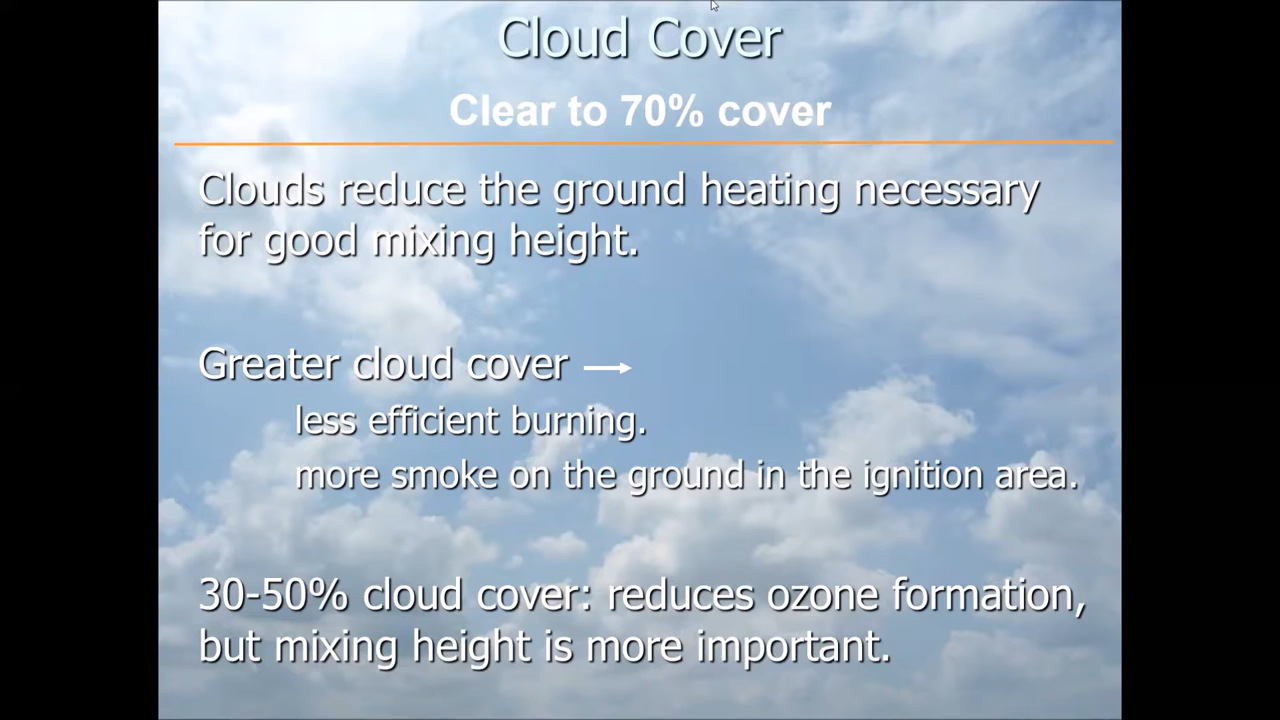 Cloud Cover
Clear to 70% cover
Clouds reduce the ground heating necessary
for good mixing height.
Greater cloud cover →
less efficient burning.
more smoke on the ground in the ignition area.
30-50% cloud cover: reduces ozone formation,
but mixing height is more important.